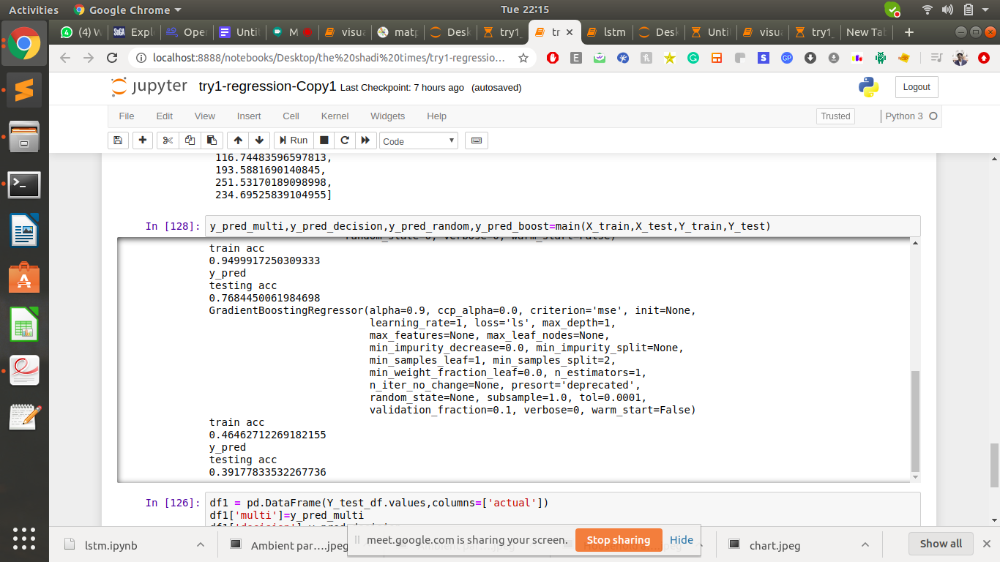 Activities
Google Chrome
Tue 22:15
(4) W
Expl
Oper
Unti
M
visua
matp
Desk
try1_
tr
lstm
Desk
Unti
visua
try1_
New Tab
localhost:8888/notebooks/Desktop/the%20shadi%20times/try1-regressio…
jupyter try1-regression-Copy1 Last Checkpoint: 7 hours ago (autosaved)
Logout
File Edit View Insert Cell Kernel Widgets Help
Trusted
Python 3
Run
Code
116.74483596597813,
193.5881690140845,
251.53170189098998,
234.69525839104955]
In [128]: y_pred_multi,y_pred_decision,y_pred_random,y_pred_boost=main(X_train,X_test,Y_train,Y_test)
random_state=0, verbose=0, warm_start=False)
train acc
0.9499917250309333
y_pred
testing acc
0.7684450061984698
GradientBoostingRegressor(alpha=0.9, ccp_alpha=0.0, criterion='mse', init=None,
learning_rate=1, loss='ls', max_depth=1,
max_features=None, max_leaf_nodes=None,
min_impurity_decrease=0.0, min_impurity_split=None,
min_samples_leaf=1, min_samples_split=2,
min_weight_fraction_leaf=0.0, n_estimators=1,
n_iter_no_change=None, presort='deprecated',
random_state=None, subsample=1.0, tol=0.0001,
validation_fraction=0.1, verbose=0, warm_start=False)
train acc
0.46462712269182155
y_pred
testing acc
0.39177833532267736
In [126]: df1 = pd.DataFrame(Y_test_df.values,columns=['actual'])
df1['multi']=y_pred_multi
lstm.ipynb
Ambient par….jpeg
meet.google.com is sharing your screen.
Stop sharing
Hide
chart.jpeg
Show all